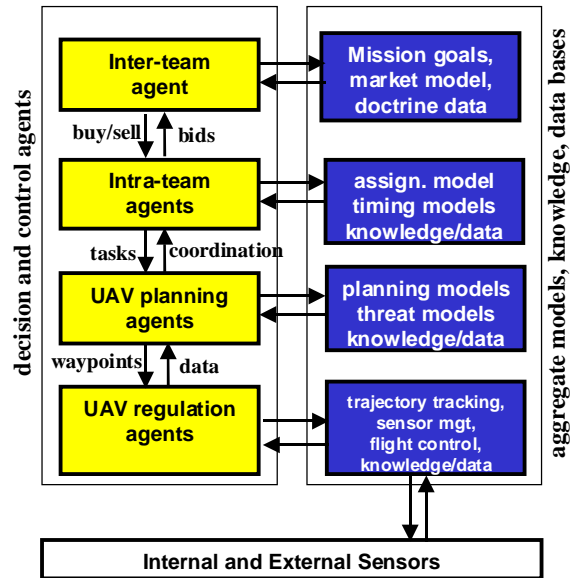 decision and control agents
Inter-team
agent
buy/sell
bids
Intra-team
agents
tasks
coordination
UAV planning
agents
waypoints
data
UAV regulation
agents
Mission goals,
market model,
doctrine data
assign. model
timing models
knowledge/data
planning models
threat models
knowledge/data
trajectory tracking,
sensor mgt,
flight control,
knowledge/data
aggregate models, knowledge, data bases
Internal and External Sensors